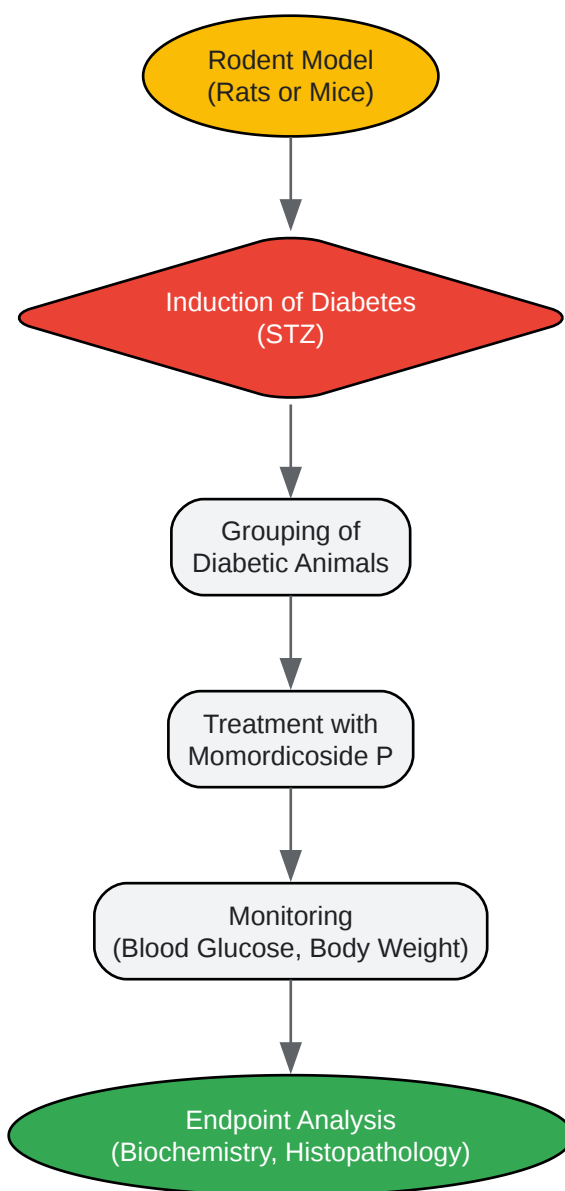 Rodent Model
(Rats or Mice)
Induction of Diabetes
(STZ)
Grouping of
Diabetic Animals
Treatment with
Momordicoside P
Monitoring
(Blood Glucose, Body Weight)
Endpoint Analysis
(Biochemistry, Histopathology)